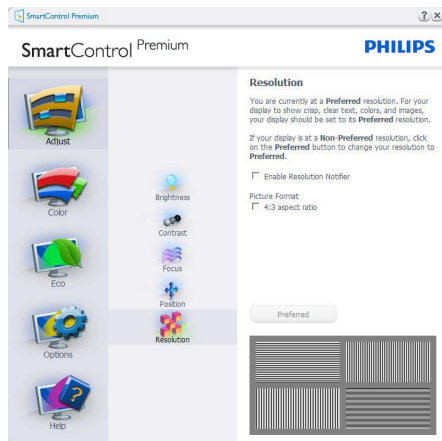 SmartControl Premium
SmartControl Premium
PHILIPS
Adjust
Color
Eco
Options
Help
Brightness
Contrast
Focus
Position
Resolution
Resolution
You are currently at a Preferred resolution. For your
display to show crisp, clear text, colors, and images,
your display should be set to its Preferred resolution.
If your display is at a Non-Preferred resolution, click
on the Preferred button to change your resolution to
Preferred.
Enable Resolution Notifier
Picture Format
4:3 aspect ratio
Preferred